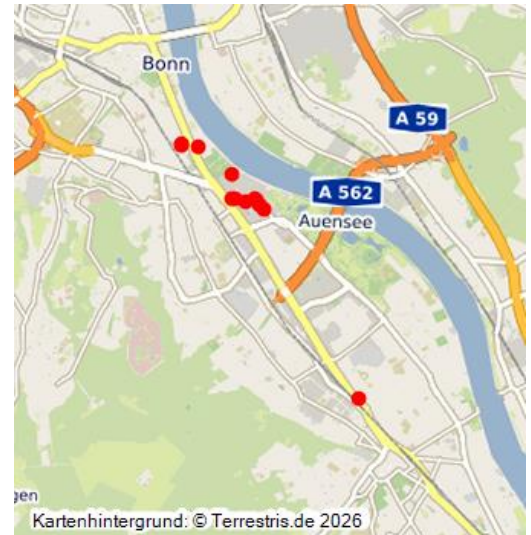 Bonn
A 59
A 562
Auensee
gen
Kartenhintergrund: © Terrestris.de 2026